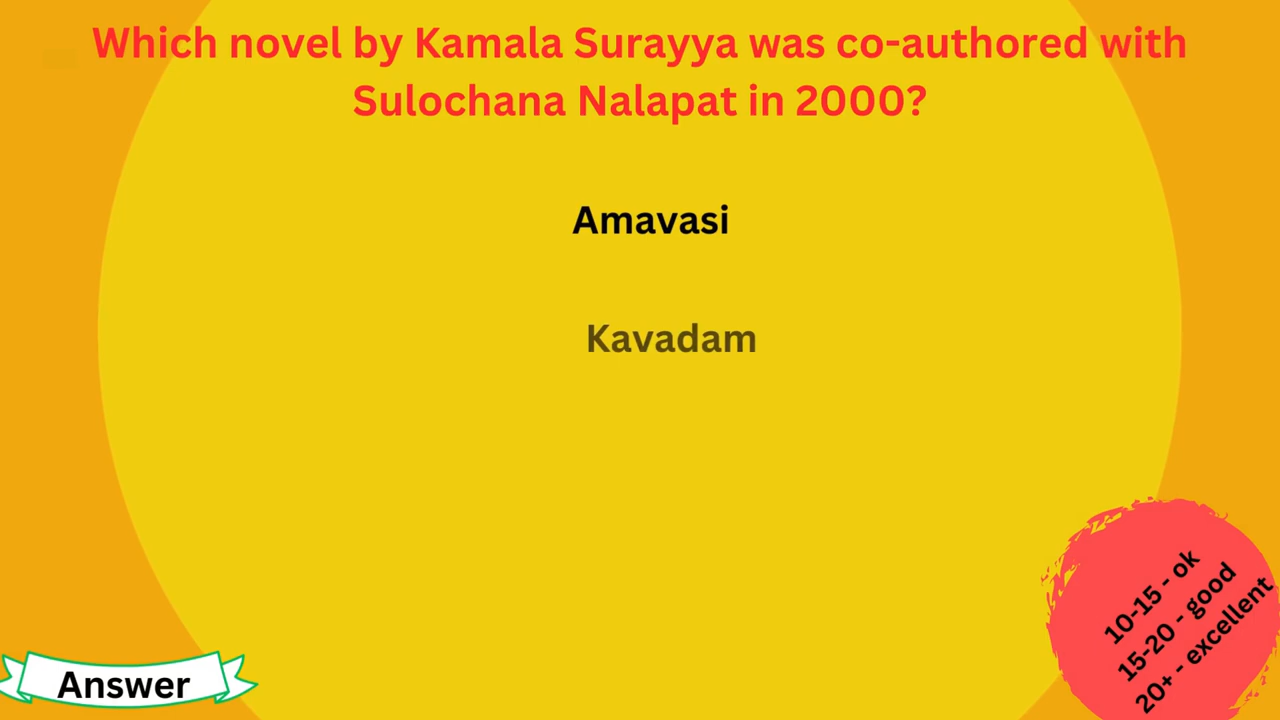 Which novel by Kamala Surayya was co-authored with
Sulochana Nalapat in 2000?
Amavasi
Kavadam
10-15 - ok
15-20 - good
20+ - excellent
Answer